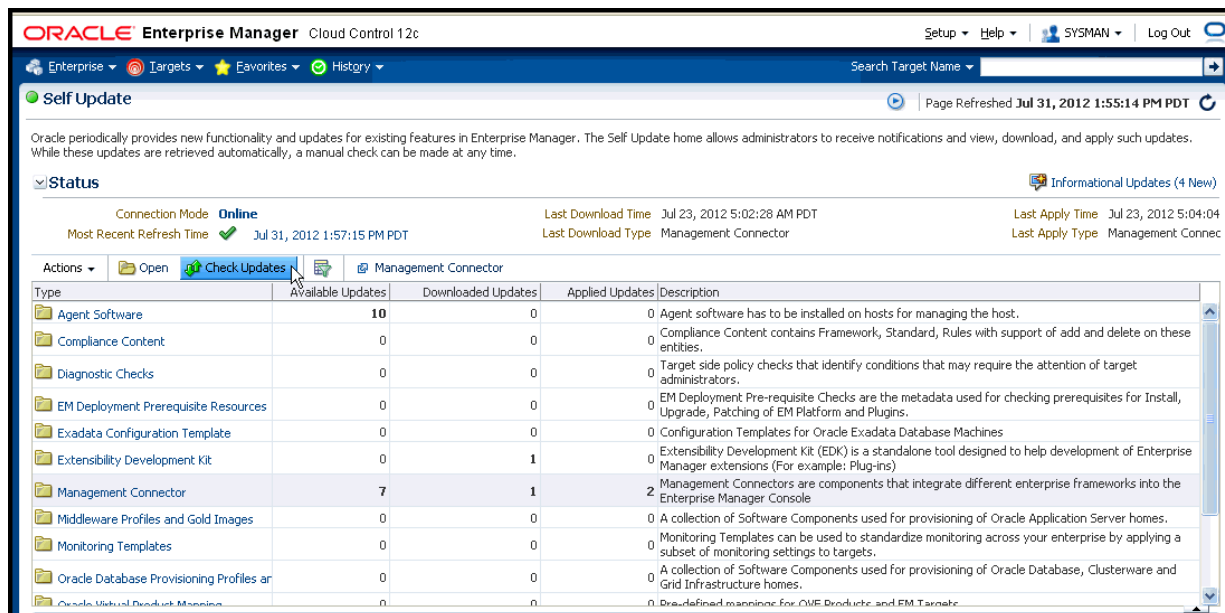 ORACLE Enterprise Manager Cloud Control 12c
Setup Help SYSMAN Log Out
Enterprise Targets Favorites History Search Target Name
Self Update
Page Refreshed Jul 31, 2012 1:55:14 PM PDT
Oracle periodically provides new functionality and updates for existing features in Enterprise Manager. The Self Update home allows administrators to receive notifications and view, download, and apply such updates.
While these updates are retrieved automatically, a manual check can be made at any time.
Status
Informational Updates (4 New)
Connection Mode Online Last Download Time Jul 23, 2012 5:02:28 AM PDT Last Apply Time Jul 23, 2012 5:04:04
Most Recent Refresh Time Jul 31, 2012 1:57:15 PM PDT Last Download Type Management Connector Last Apply Type Management Connec
Actions Open Check Updates Management Connector
Type Available Updates Downloaded Updates Applied Updates Description
Agent Software 10 0 0 Agent software has to be installed on hosts for managing the host.
Compliance Content 0 0 0 Compliance Content contains Framework, Standard, Rules with support of add and delete on these
entities.
Diagnostic Checks 0 0 0 Target side policy checks that identify conditions that may require the attention of target
administrators.
EM Deployment Prerequisite Resources 0 0 0 EM Deployment Pre-requisite Checks are the metadata used for checking prerequisites for Install,
Upgrade, Patching of EM Platform and Plugins.
Exadata Configuration Template 0 0 0 Configuration Templates for Oracle Exadata Database Machines
Extensibility Development Kit 0 1 0 Extensibility Development Kit (EDK) is a standalone tool designed to help development of Enterprise
Manager extensions (For example: Plug-ins)
Management Connector 7 1 2 Management Connectors are components that integrate different enterprise frameworks into the
Enterprise Manager Console
Middleware Profiles and Gold Images 0 0 0 A collection of Software Components used for provisioning of Oracle Application Server homes.
Monitoring Templates 0 0 0 Monitoring Templates can be used to standardize monitoring across your enterprise by applying a
subset of monitoring settings to targets.
Oracle Database Provisioning Profiles ar 0 0 0 A collection of Software Components used for provisioning of Oracle Database, Clusterware and
Grid Infrastructure homes.
Oracle Virtual Product Mapping 0 0 0 Pre-defined mappings for OVF Products and EM Targets